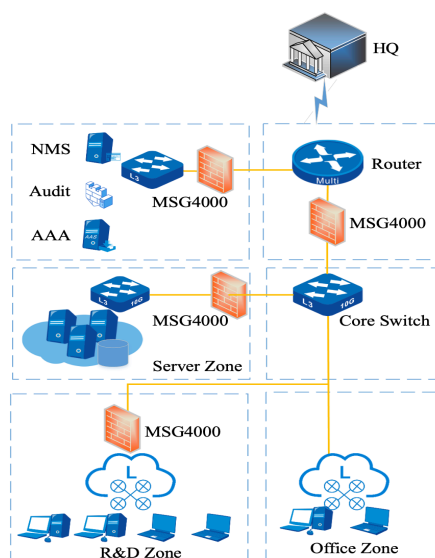 HQ
NMS
L3
MSG4000
Multi
Router
Audit
MSG4000
AAA
AAS
L3 10G
MSG4000
L3 10G
Core Switch
Server Zone
MSG4000
L
L
R&D Zone
Office Zone